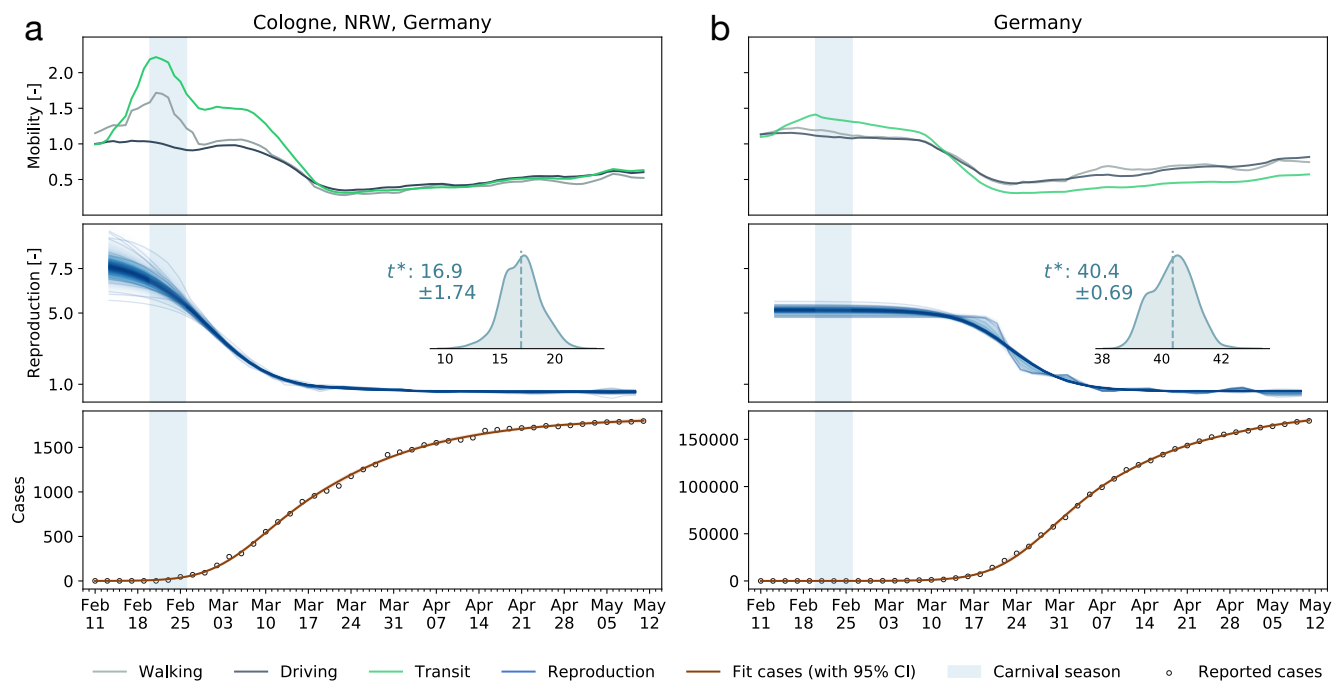 a
Cologne, NRW, Germany
Mobility [-]
2.0
1.5
1.0
0.5
Reproduction [-]
7.5
5.0
1.0
t*: 16.9
±1.74
10 15 20
Cases
1500
1000
500
0
Feb Feb Feb Mar Mar Mar Mar Mar Apr Apr Apr Apr May May
11 18 25 03 10 17 24 31 07 14 21 28 05 12
b
Germany
t*: 40.4
±0.69
38 40 42
150000
100000
50000
0
Feb Feb Feb Mar Mar Mar Mar Mar Apr Apr Apr Apr May May
11 18 25 03 10 17 24 31 07 14 21 28 05 12
Walking Driving Transit Reproduction Fit cases (with 95% CI) Carnival season Reported cases